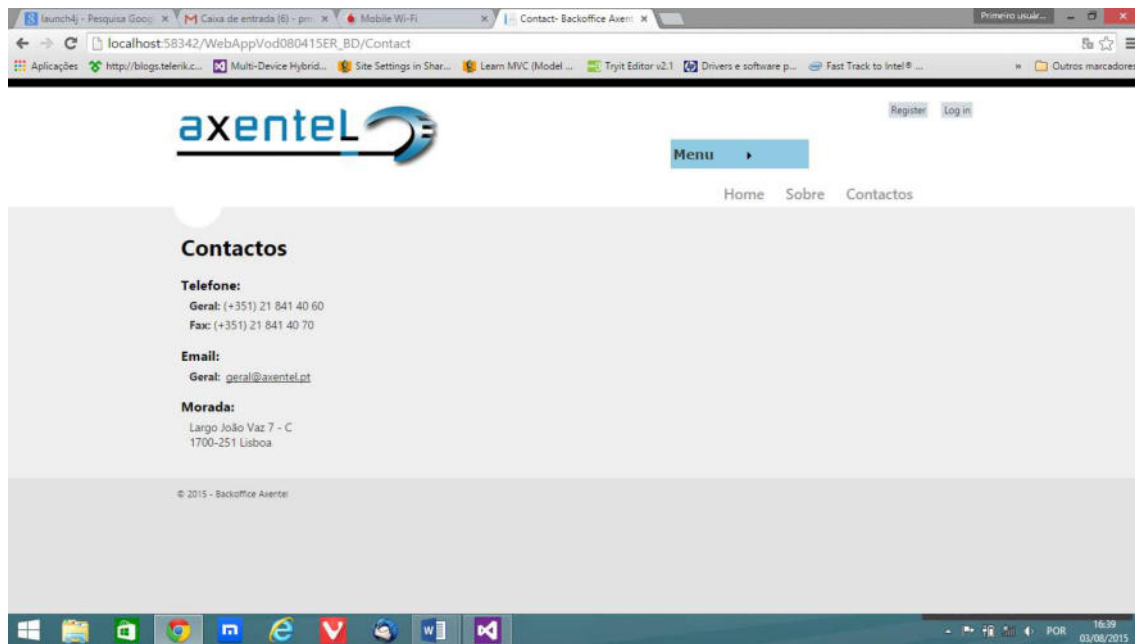 launch4j - Pesquisa Goog
Caixa de entrada (6) - pm
Mobile Wi-Fi
Contact- Backoffice Axent
Primeiro usuár...
localhost:58342/WebAppVod080415ER_BD/Contact
Aplicações
http://blogs.telerik.c...
Multi-Device Hybrid...
Site Settings in Shar...
Learn MVC (Model ...
Tryit Editor v2.1
Drivers e software p...
Fast Track to Intel® ...
»
Outros marcadores
axenteL
Register Log in
Menu
Home Sobre Contactos
Contactos
Telefone:
Geral: (+351) 21 841 40 60
Fax: (+351) 21 841 40 70
Email:
Geral: geral@axentel.pt
Morada:
Largo João Vaz 7 - C
1700-251 Lisboa
© 2015 - Backoffice Axentel
POR
16:39
03/08/2015